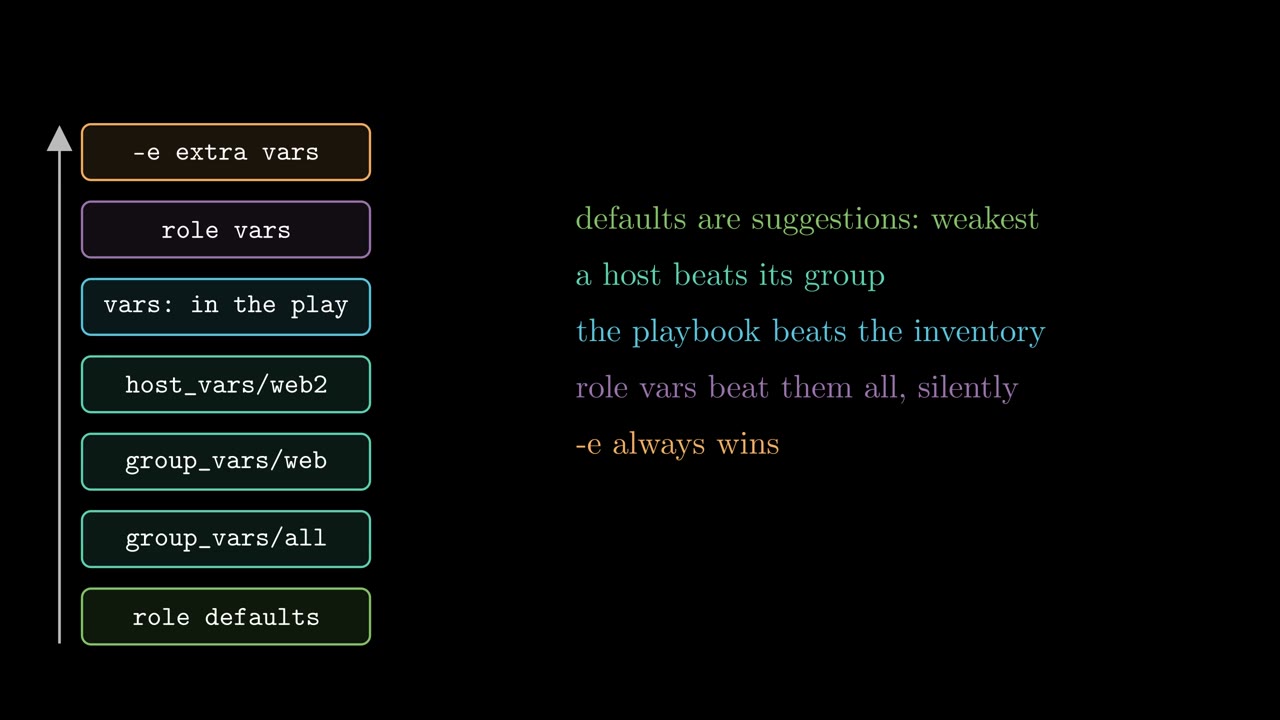 -e extra vars
role vars
vars: in the play
host_vars/web2
group_vars/web
group_vars/all
role defaults
defaults are suggestions: weakest
a host beats its group
the playbook beats the inventory
role vars beat them all, silently
-e always wins